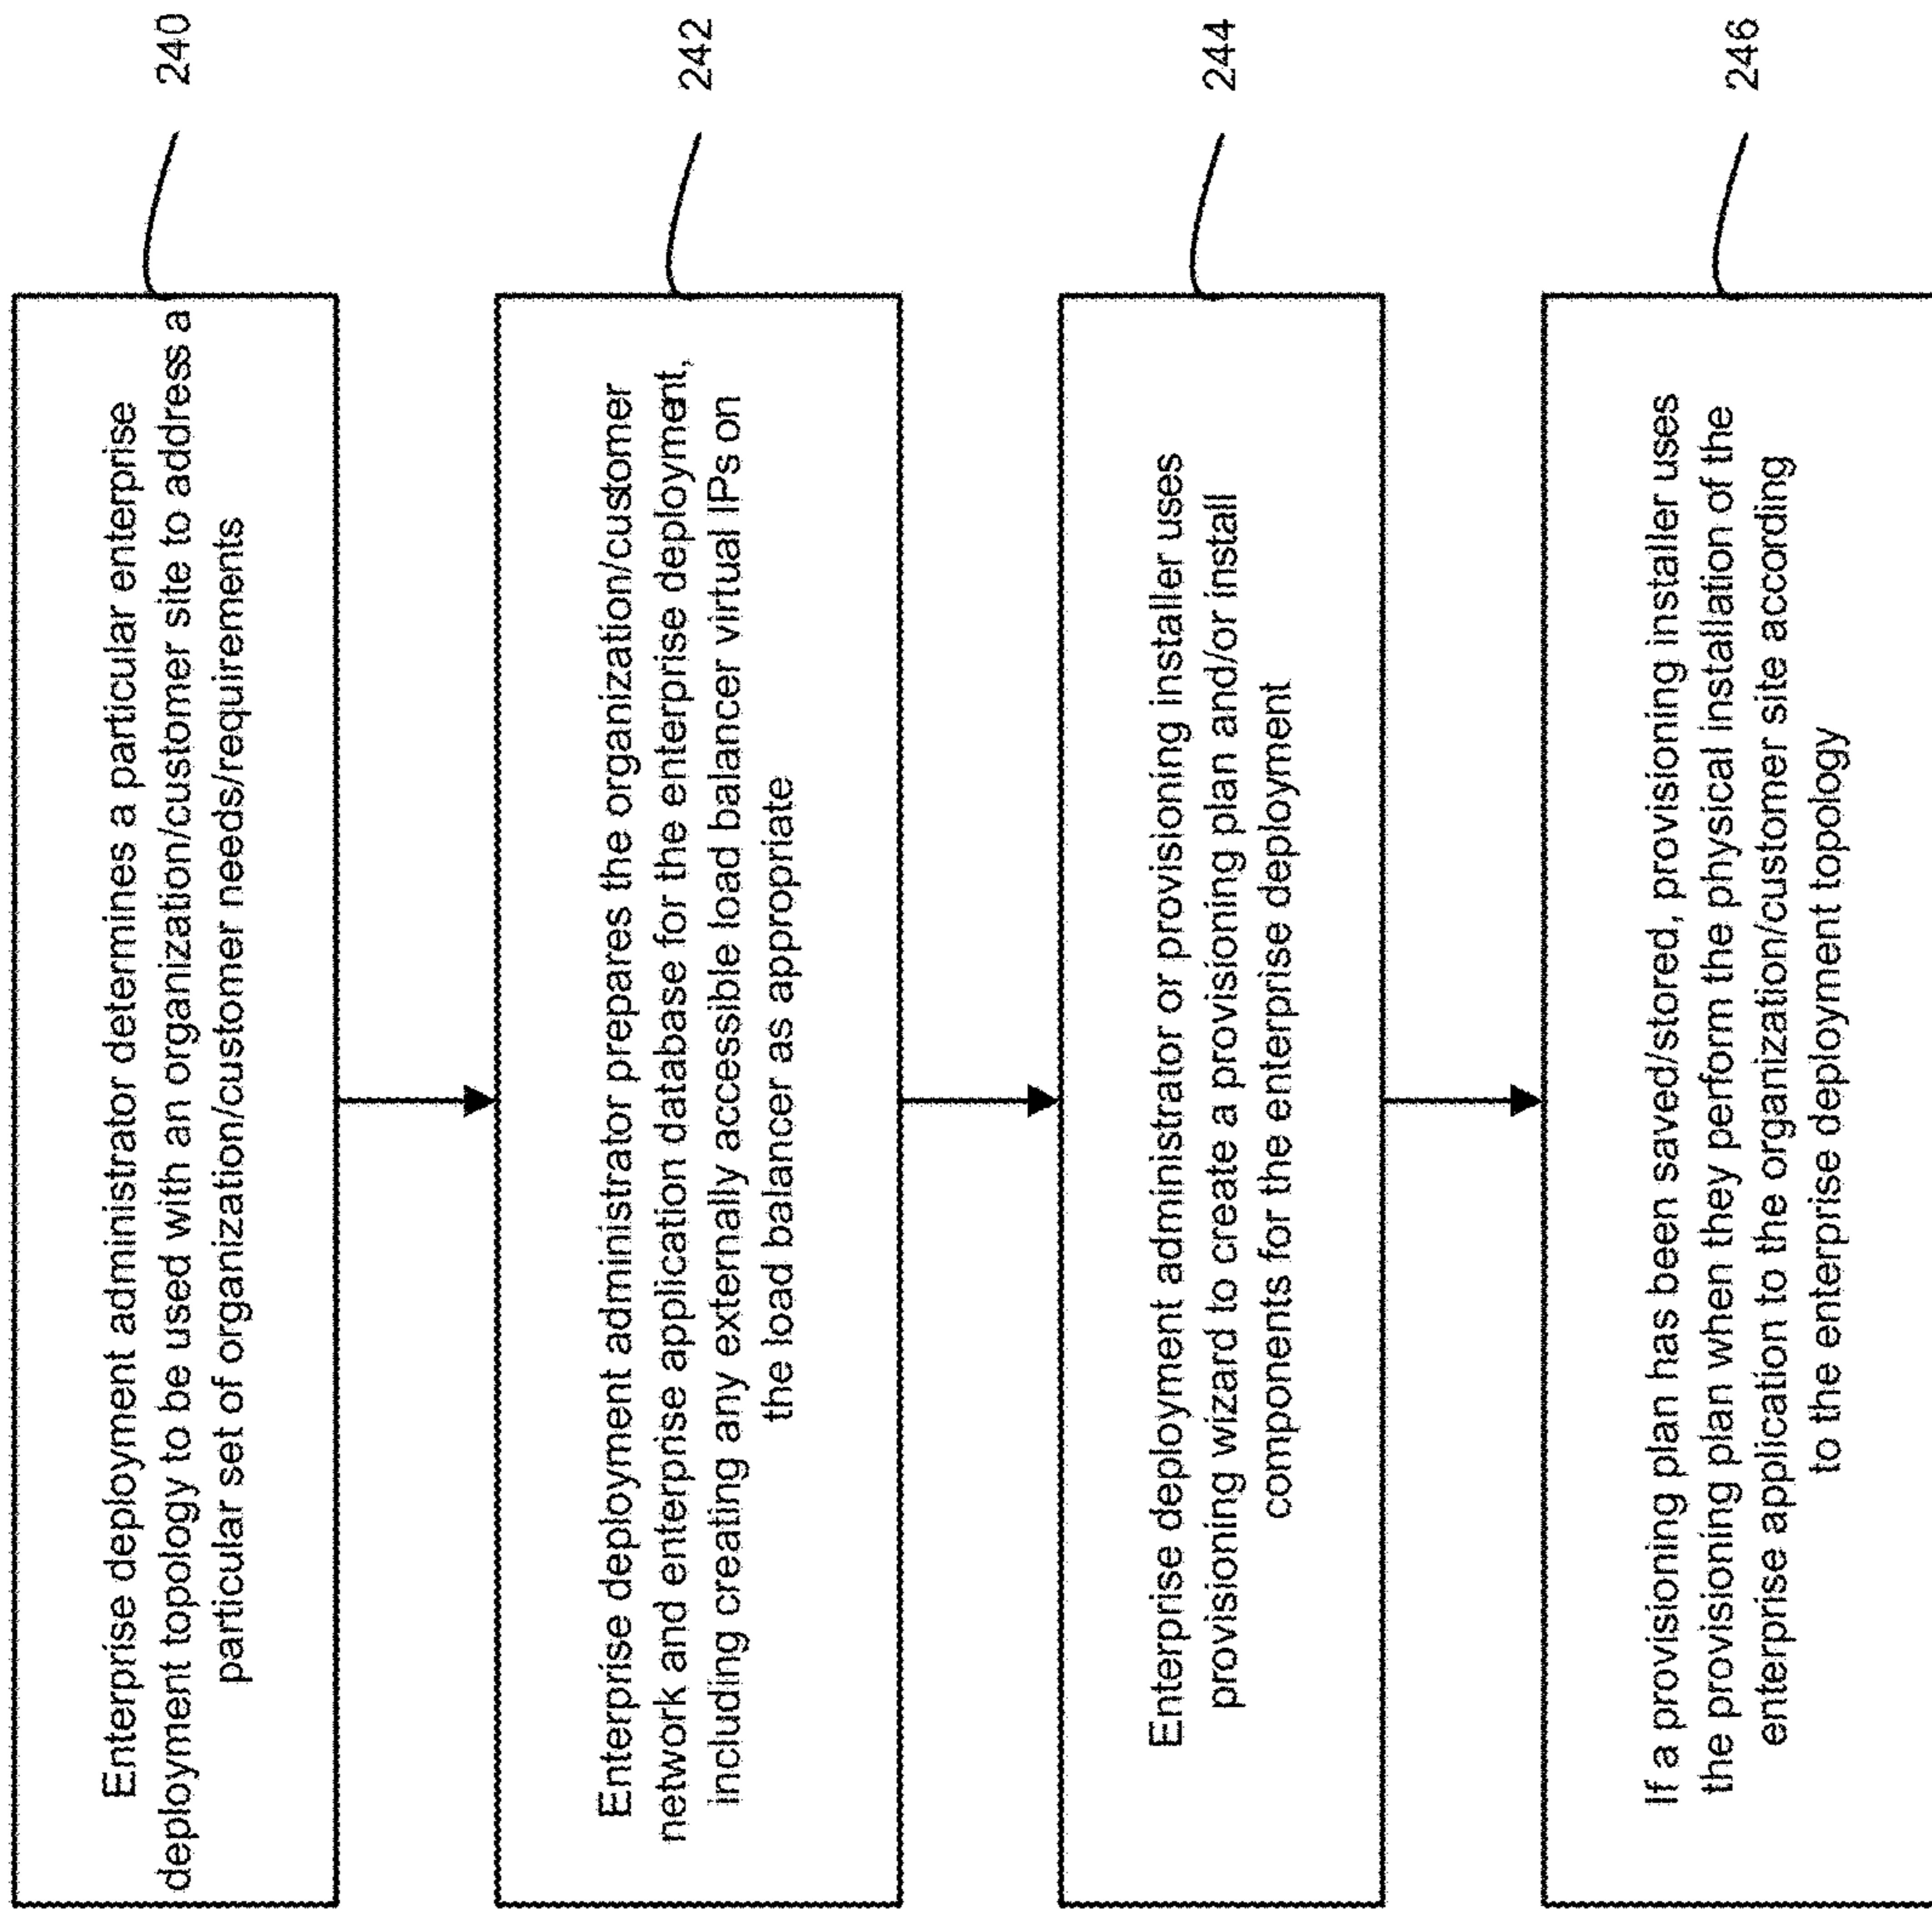 Enterprise deployment administrator determines a particular enterprise
deployment topology to be used with an organization/customer site to address a
particular set of organization/customer needs/requirements
240
Enterprise deployment administrator prepares the organization/customer
network and enterprise application database for the enterprise deployment,
including creating any externally accessible load balancer virtual IPs on
the load balancer as appropriate
242
Enterprise deployment administrator or provisioning installer uses
provisioning wizard to create a provisioning plan and/or install
components for the enterprise deployment
244
If a provisioning plan has been saved/stored, provisioning installer uses
the provisioning plan when they perform the physical installation of the
enterprise application to the organization/customer site according
to the enterprise deployment topology
246